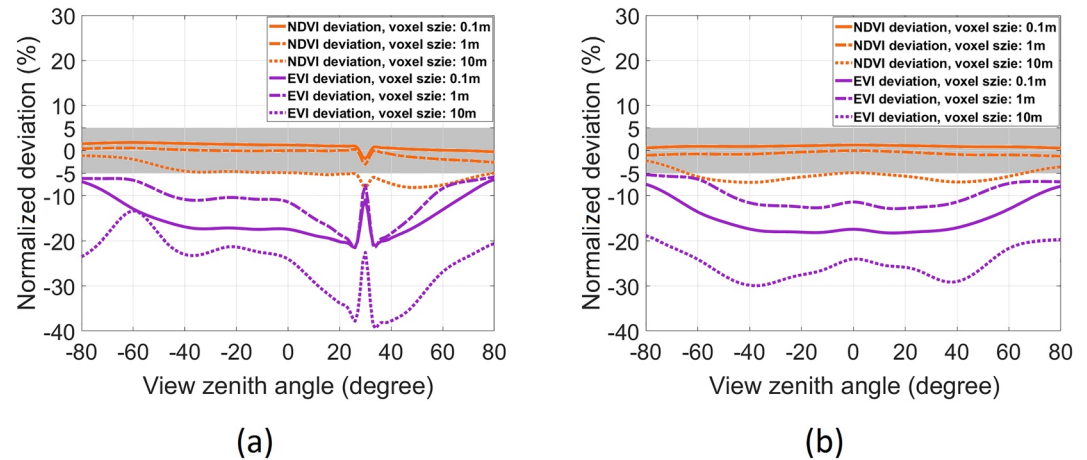 NDVI deviation, voxel szie: 0.1m
NDVI deviation, voxel szie: 1m
NDVI deviation, voxel szie: 10m
EVI deviation, voxel szie: 0.1m
EVI deviation, voxel szie: 1m
EVI deviation, voxel szie: 10m
Normalized deviation (%)
30
20
10
5
0
-5
-10
-20
-30
-40
-80 -60 -40 -20 0 20 40 60 80
View zenith angle (degree)
(a)
NDVI deviation, voxel szie: 0.1m
NDVI deviation, voxel szie: 1m
NDVI deviation, voxel szie: 10m
EVI deviation, voxel szie: 0.1m
EVI deviation, voxel szie: 1m
EVI deviation, voxel szie: 10m
Normalized deviation (%)
30
20
10
5
0
-5
-10
-20
-30
-40
-80 -60 -40 -20 0 20 40 60 80
View zenith angle (degree)
(b)